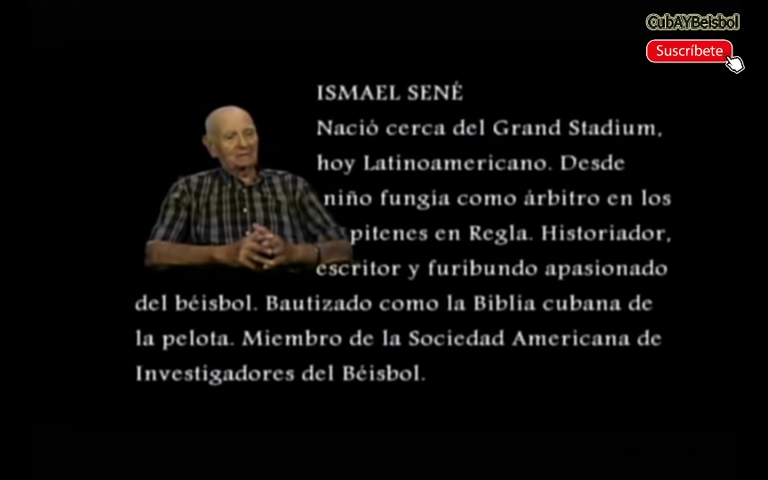 CubAYBeisbol
Suscríbete
ISMAEL SENÉ
Nació cerca del Grand Stadium,
hoy Latinoamericano. Desde
niño fungía como árbitro en los
pitenes en Regla. Historiador,
escritor y furibundo apasionado
del béisbol. Bautizado como la Biblia cubana de
la pelota. Miembro de la Sociedad Americana de
Investigadores del Béisbol.